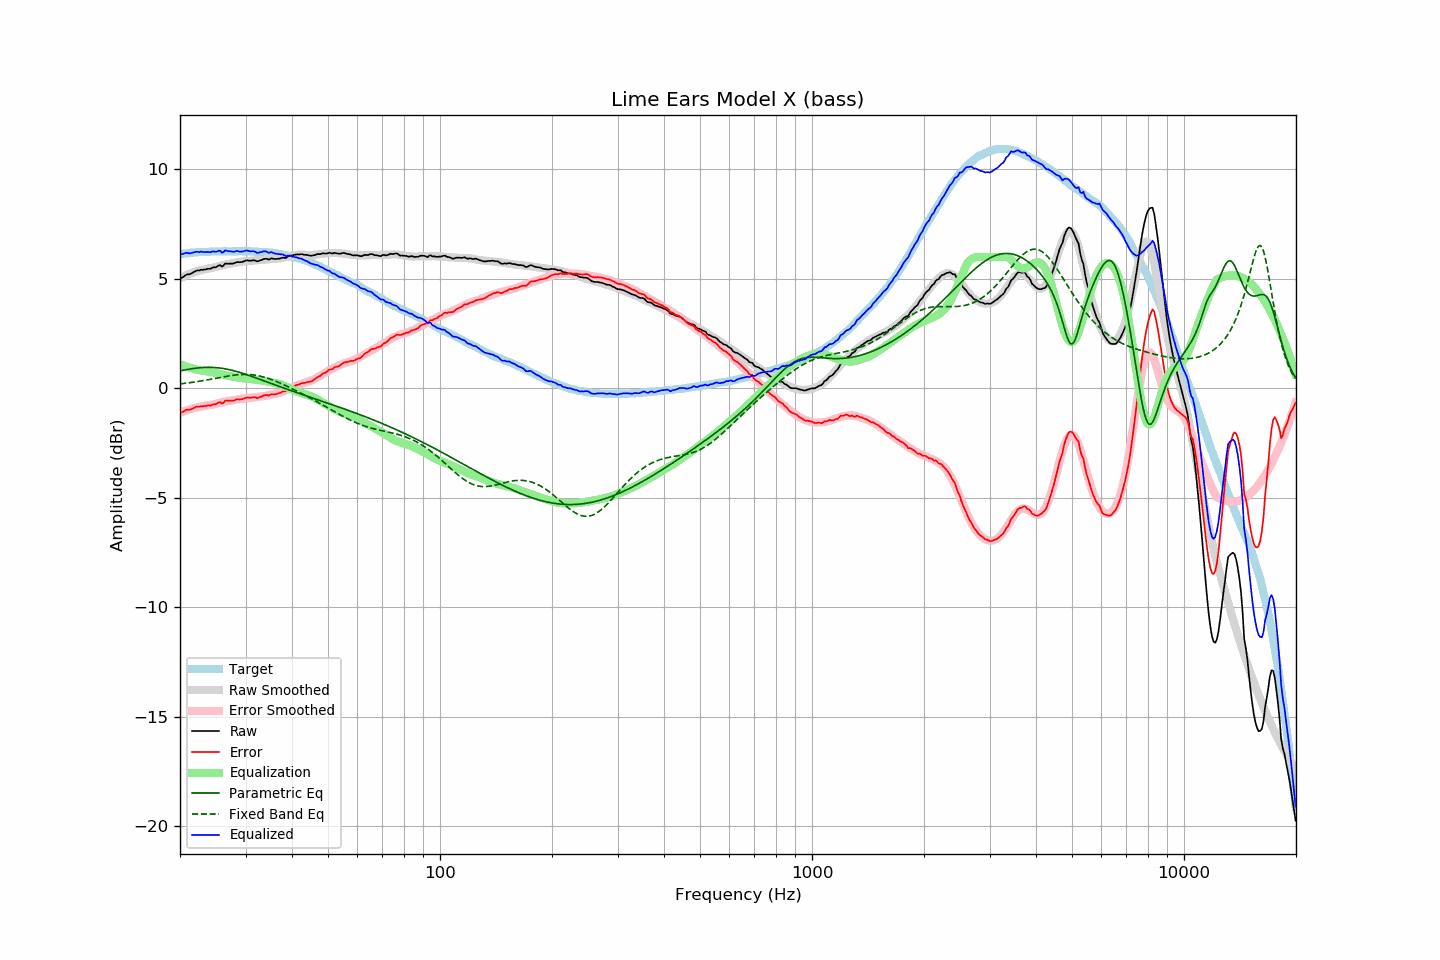 Lime Ears Model X (bass)
Amplitude (dBr)
10
5
0
−5
−10
−15
−20
Target
Raw Smoothed
Error Smoothed
Raw
Error
Equalization
Parametric Eq
Fixed Band Eq
Equalized
100
1000
10000
Frequency (Hz)